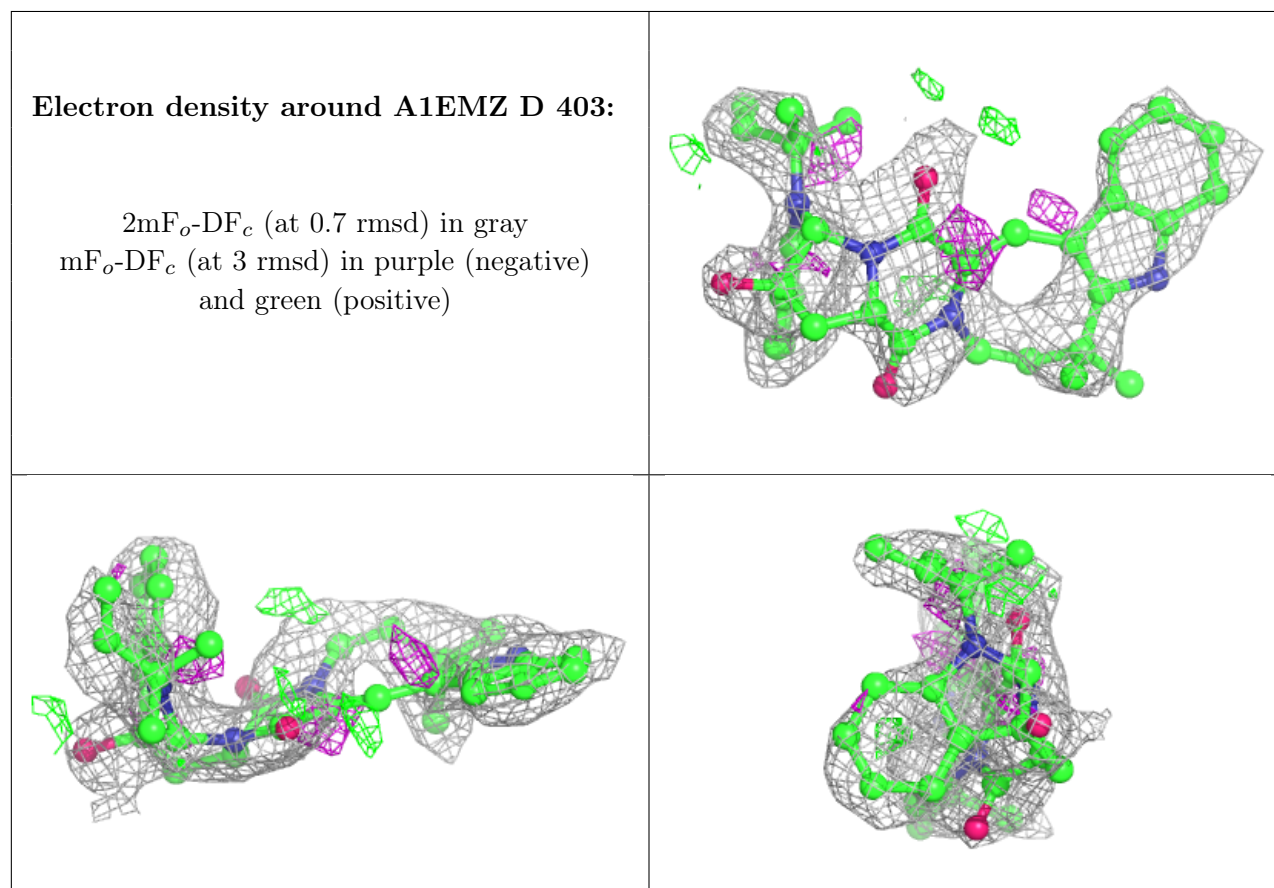 Electron density around A1EMZ D 403:
2mFₒ-DF𝒸 (at 0.7 rmsd) in gray
mFₒ-DF𝒸 (at 3 rmsd) in purple (negative)
and green (positive)